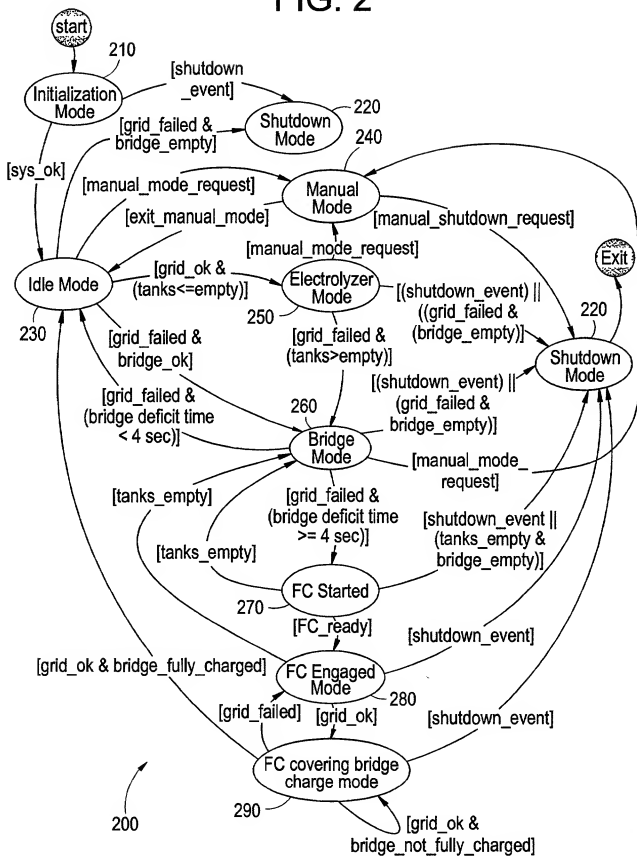 FIG. 2
start
210
[shutdown
_event]
Initialization
Mode
220
Shutdown
Mode
[grid_failed &
bridge_empty]
240
[sys_ok]
[manual_mode_request]
Manual
Mode
[exit_manual_mode]
[manual_shutdown_request]
[manual_mode_request]
Exit
Idle Mode
230
[grid_ok &
(tanks<=empty)]
Electrolyzer
Mode
250
[(shutdown_event) ||
((grid_failed &
(bridge_empty)]
220
Shutdown
Mode
[grid_failed &
bridge_ok]
[grid_failed &
(tanks>empty)]
[grid_failed &
(bridge deficit time
< 4 sec)]
[(shutdown_event) ||
(grid_failed &
bridge_empty)]
260
Bridge
Mode
[manual_mode_
request]
[tanks_empty]
[grid_failed &
(bridge deficit time
>= 4 sec)]
[shutdown_event ||
(tanks_empty &
bridge_empty)]
[tanks_empty]
FC Started
270
[FC_ready]
[shutdown_event]
[grid_ok & bridge_fully_charged]
FC Engaged
Mode
280
[grid_failed]
[grid_ok]
[shutdown_event]
FC covering bridge
charge mode
290
200
[grid_ok &
bridge_not_fully_charged]